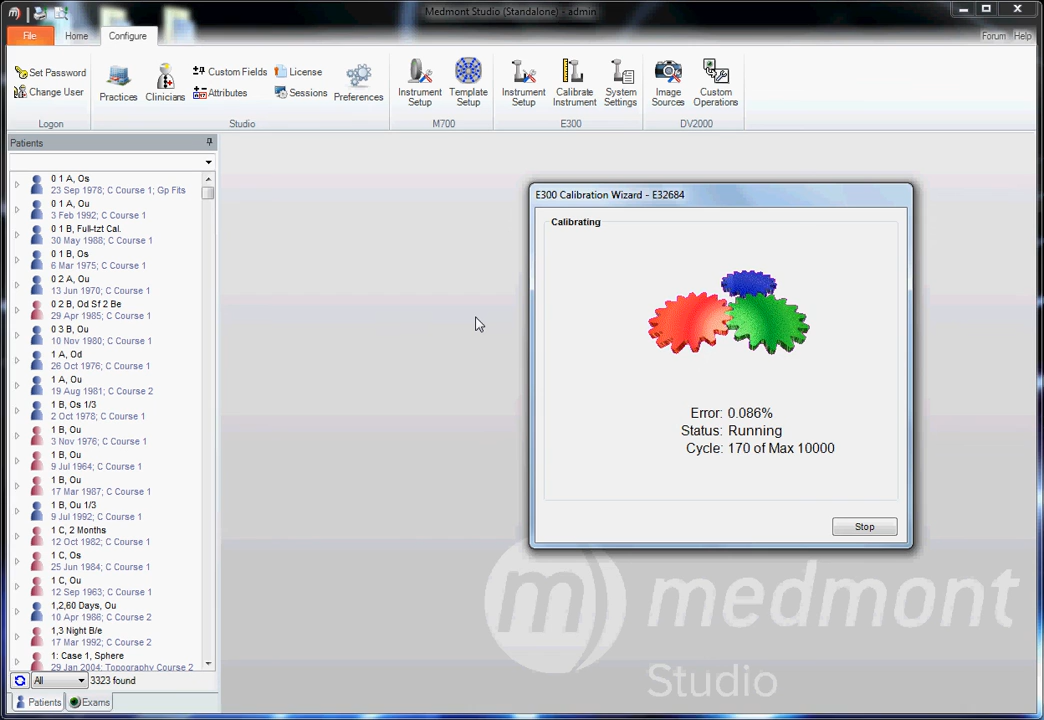 Medmont Studio (Standalone) - admin
File
Home
Configure
Forum
Help
Set Password
Change User
Logon
Practices
Clinicians
Custom Fields
Attributes
License
Sessions
Preferences
Studio
Instrument Setup
Template Setup
M700
Instrument Setup
Calibrate Instrument
System Settings
E300
Image Sources
Custom Operations
DV2000
Patients
0 1 A, Os
23 Sep 1978; C Course 1; Gp Fits
0 1 A, Ou
3 Feb 1992; C Course 1
0 1 B, Full-tzt Cal.
30 May 1988; C Course 1
0 1 B, Os
6 Mar 1975; C Course 1
0 2 A, Ou
13 Jun 1970; C Course 1
0 2 B, Od Sf 2 Be
29 Apr 1985; C Course 1
0 3 B, Ou
10 Nov 1980; C Course 1
1 A, Od
26 Oct 1976; C Course 1
1 A, Ou
19 Aug 1981; C Course 2
1 B, Os 1/3
2 Oct 1978; C Course 1
1 B, Ou
3 Nov 1976; C Course 1
1 B, Ou
9 Jul 1964; C Course 1
1 B, Ou
17 Mar 1987; C Course 1
1 B, Ou 1/3
9 Jul 1992; C Course 1
1 C, 2 Months
12 Oct 1982; C Course 1
1 C, Os
25 Jun 1984; C Course 1
1 C, Ou
12 Sep 1963; C Course 1
1,2,60 Days, Ou
10 Apr 1986; C Course 2
1,3 Night B/e
17 Mar 1992; C Course 2
1: Case 1, Sphere
29 Jan 2004; Topography Course 2
All
3323 found
Patients
Exams
E300 Calibration Wizard - E32684
Calibrating
Error: 0.086%
Status: Running
Cycle: 170 of Max 10000
Stop
m medmont
Studio